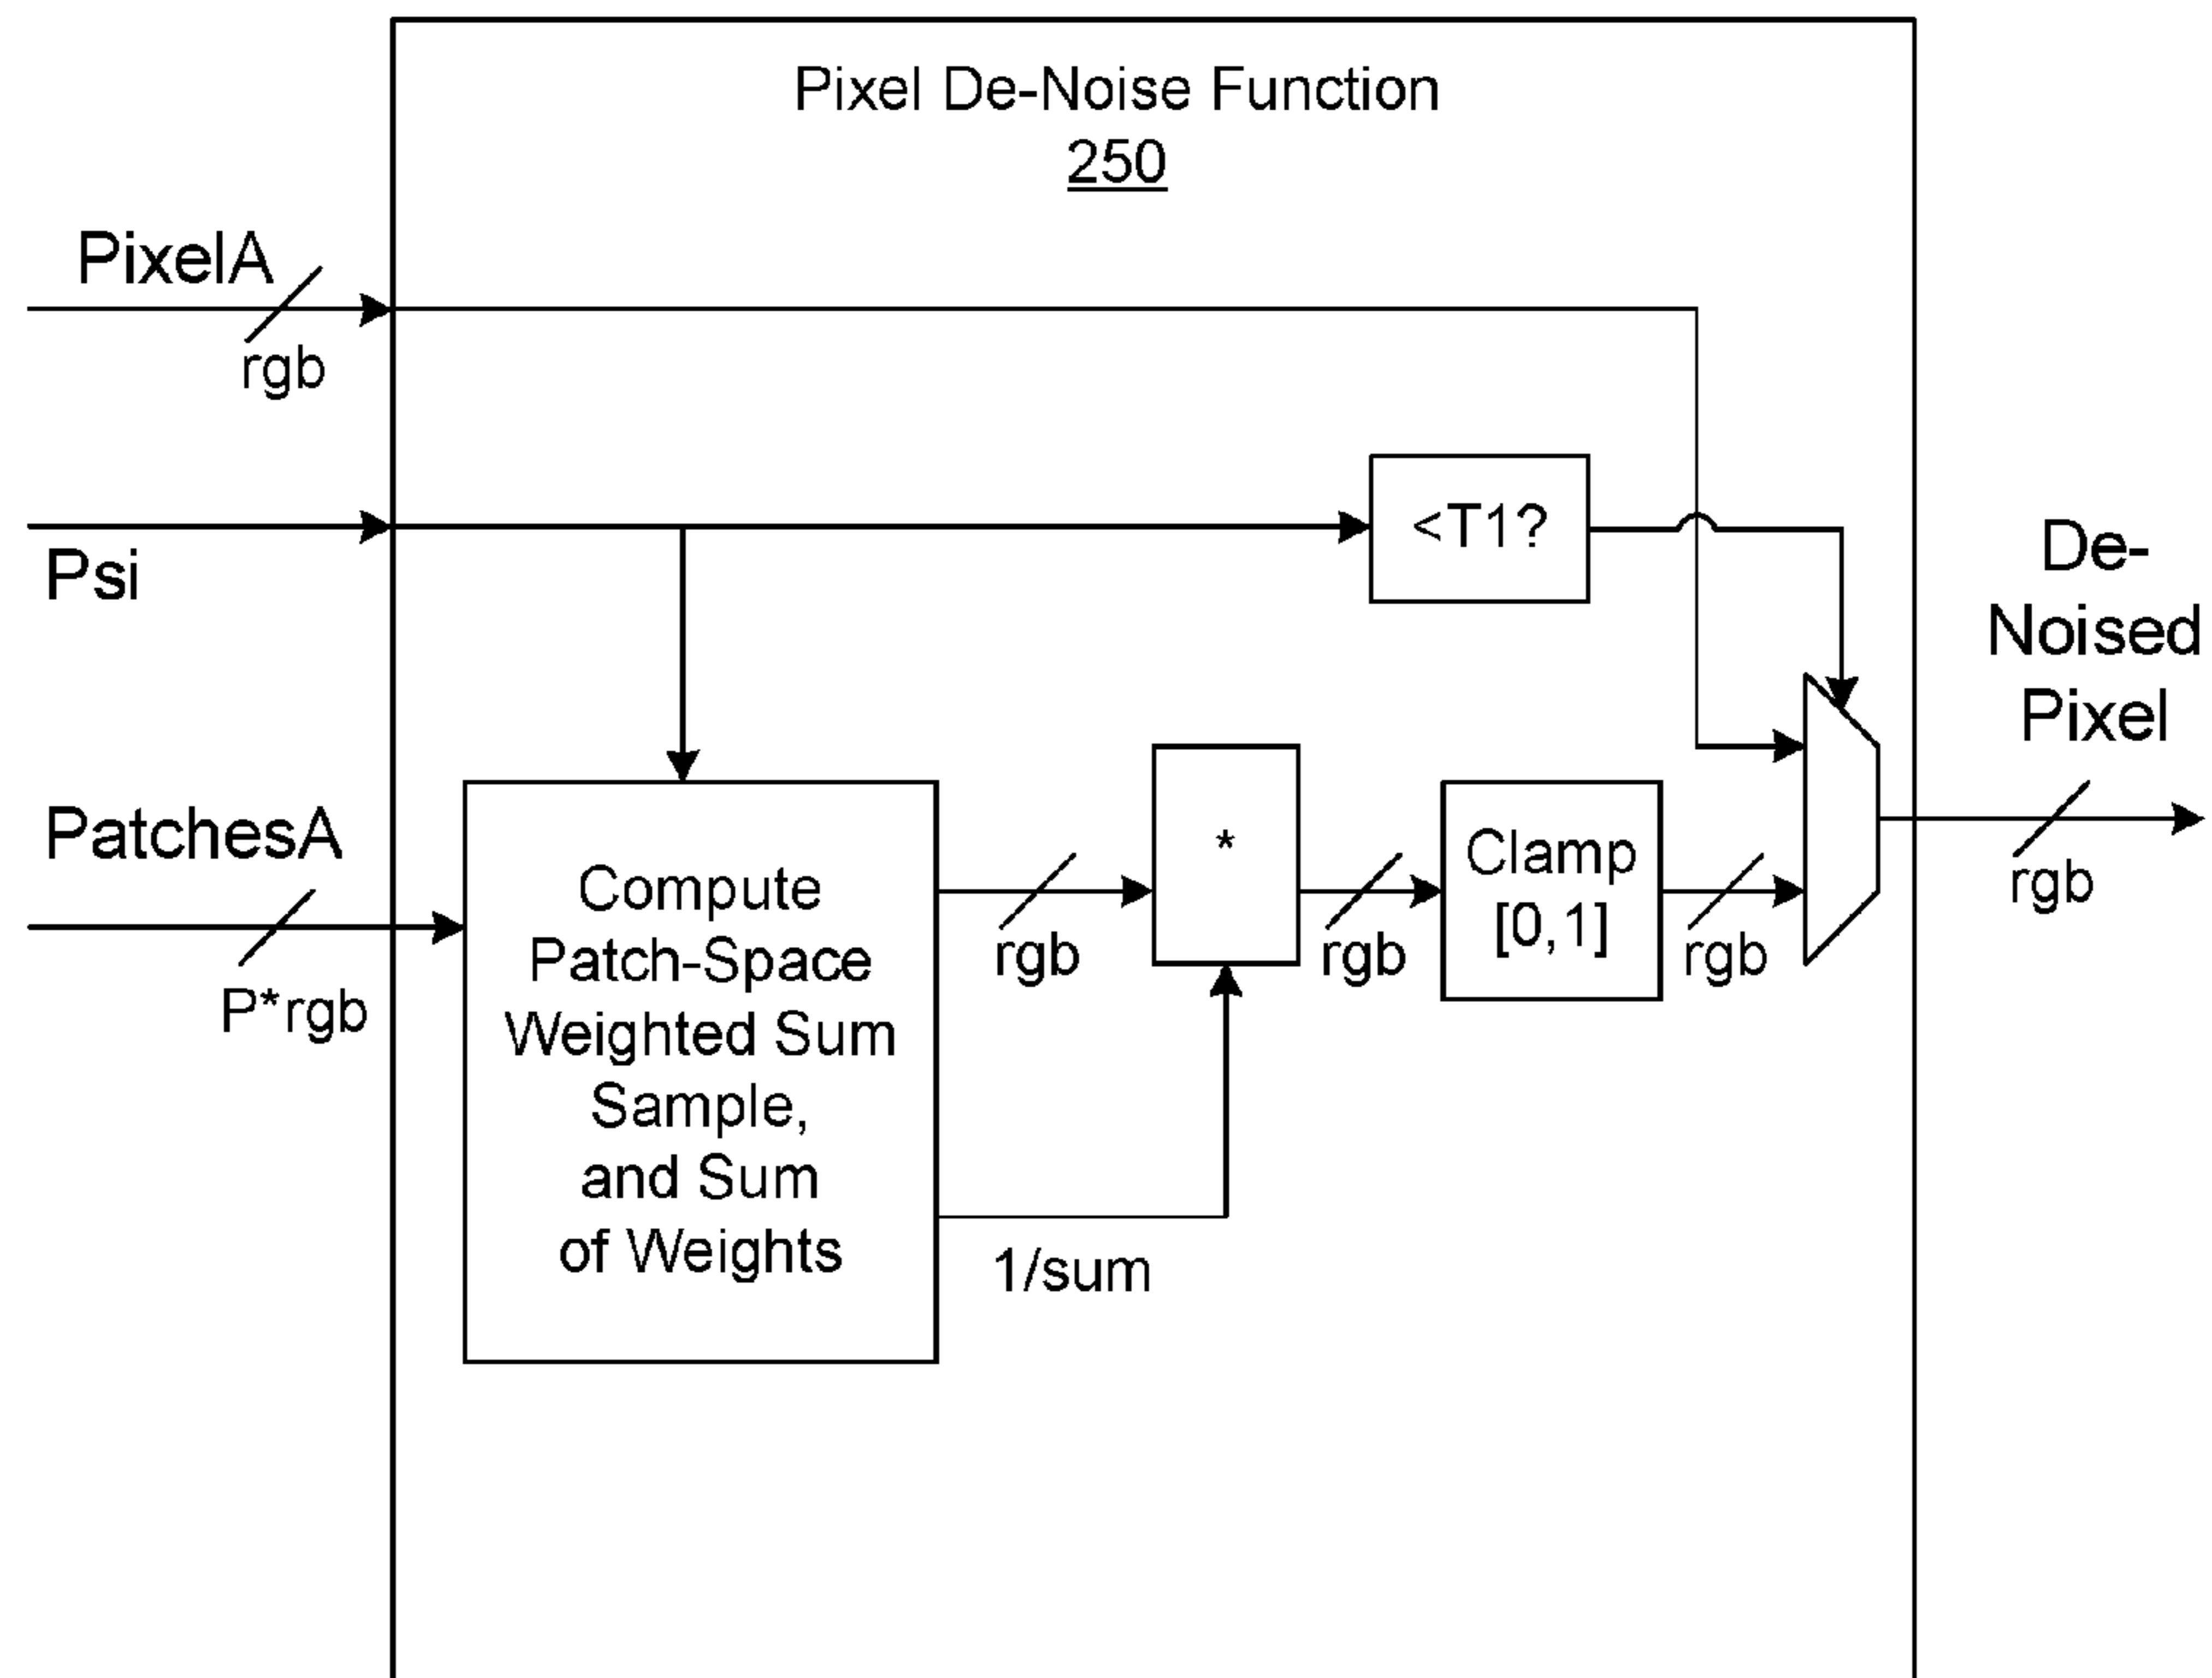 Pixel De-Noise Function
250
PixelA
rgb
Psi
<T1?
De-
Noised
Pixel
rgb
PatchesA
P*rgb
Compute
Patch-Space
Weighted Sum
Sample,
and Sum
of Weights
rgb
1/sum
*
rgb
Clamp
[0,1]
rgb